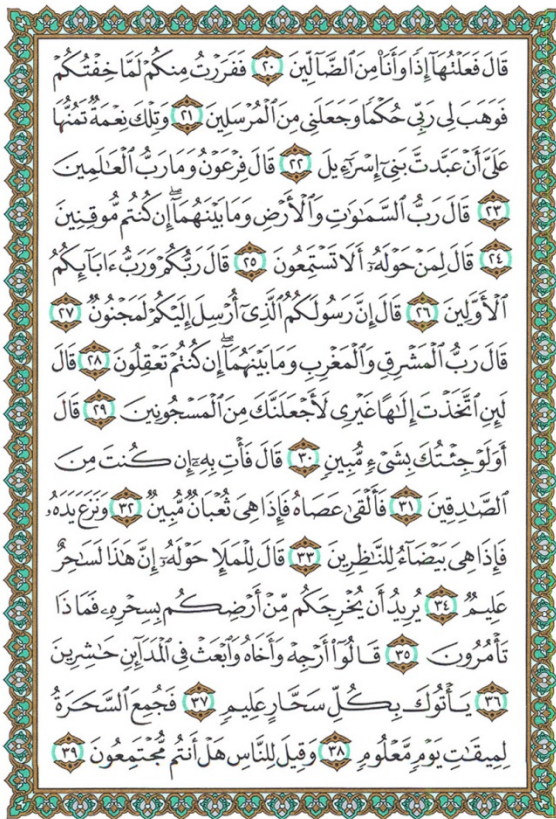 قَالَ فَعَلْتُهَآ إِذًا وَأَنَا۠ مِنَ ٱلضَّآلِّينَ ٢٠ فَفَرَرْتُ مِنكُمْ لَمَّا خِفْتُكُمْ
فَوَهَبَ لِى رَبِّى حُكْمًا وَجَعَلَنِى مِنَ ٱلْمُرْسَلِينَ ٢١ وَتِلْكَ نِعْمَةٌ تَمُنُّهَا
عَلَىَّ أَنْ عَبَّدتَّ بَنِىٓ إِسْرَٰٓءِيلَ ٢٢ قَالَ فِرْعَوْنُ وَمَا رَبُّ ٱلْعَٰلَمِينَ
٢٣ قَالَ رَبُّ ٱلسَّمَٰوَٰتِ وَٱلْأَرْضِ وَمَا بَيْنَهُمَآ ۖ إِن كُنتُم مُّوقِنِينَ
٢٤ قَالَ لِمَنْ حَوْلَهُۥٓ أَلَا تَسْتَمِعُونَ ٢٥ قَالَ رَبُّكُمْ وَرَبُّ ءَابَآئِكُمُ
ٱلْأَوَّلِينَ ٢٦ قَالَ إِنَّ رَسُولَكُمُ ٱلَّذِىٓ أُرْسِلَ إِلَيْكُمْ لَمَجْنُونٌ ٢٧
قَالَ رَبُّ ٱلْمَشْرِقِ وَٱلْمَغْرِبِ وَمَا بَيْنَهُمَآ ۖ إِن كُنتُمْ تَعْقِلُونَ ٢٨ قَالَ
لَئِنِ ٱتَّخَذْتَ إِلَٰهًا غَيْرِى لَأَجْعَلَنَّكَ مِنَ ٱلْمَسْجُونِينَ ٢٩ قَالَ
أَوَلَوْ جِئْتُكَ بِشَىْءٍ مُّبِينٍ ٣٠ قَالَ فَأْتِ بِهِۦٓ إِن كُنتَ مِنَ
ٱلصَّٰدِقِينَ ٣١ فَأَلْقَىٰ عَصَاهُ فَإِذَا هِىَ ثُعْبَانٌ مُّبِينٌ ٣٢ وَنَزَعَ يَدَهُۥ
فَإِذَا هِىَ بَيْضَآءُ لِلنَّٰظِرِينَ ٣٣ قَالَ لِلْمَلَإِ حَوْلَهُۥٓ إِنَّ هَٰذَا لَسَٰحِرٌ
عَلِيمٌ ٣٤ يُرِيدُ أَن يُخْرِجَكُم مِّنْ أَرْضِكُم بِسِحْرِهِۦ فَمَاذَا
تَأْمُرُونَ ٣٥ قَالُوٓا۟ أَرْجِهْ وَأَخَاهُ وَٱبْعَثْ فِى ٱلْمَدَآئِنِ حَٰشِرِينَ
٣٦ يَأْتُوكَ بِكُلِّ سَحَّارٍ عَلِيمٍ ٣٧ فَجُمِعَ ٱلسَّحَرَةُ
لِمِيقَٰتِ يَوْمٍ مَّعْلُومٍ ٣٨ وَقِيلَ لِلنَّاسِ هَلْ أَنتُم مُّجْتَمِعُونَ ٣٩